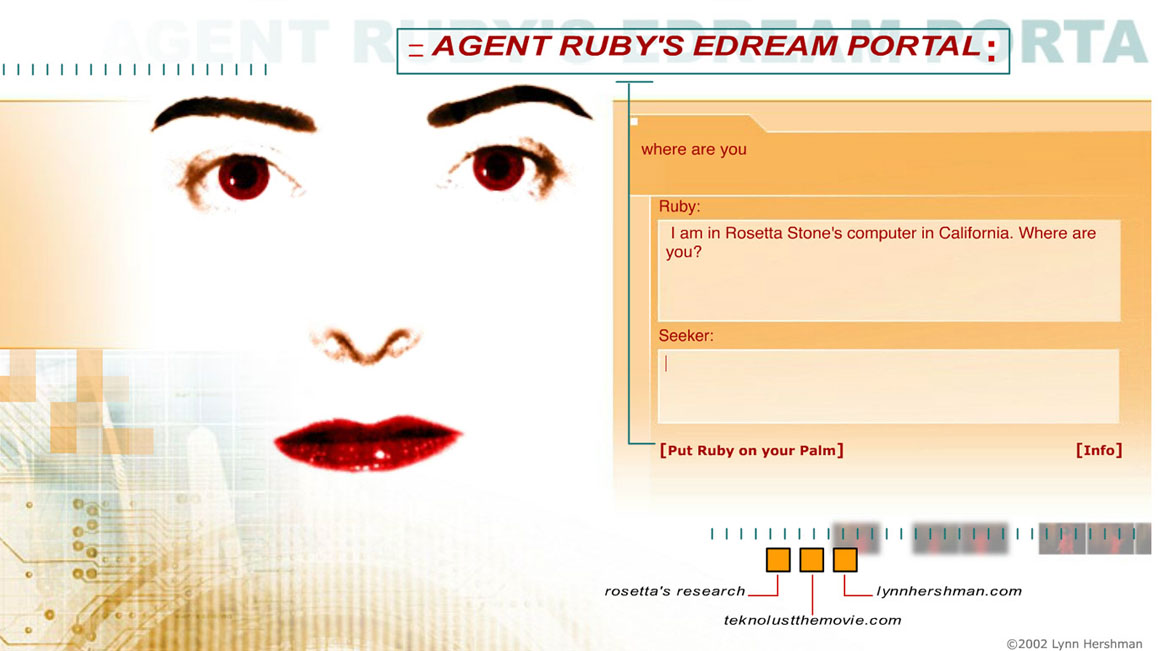 AGENT RUBY'S EDREAM PORTA
:: AGENT RUBY'S EDREAM PORTAL:
where are you
Ruby:
I am in Rosetta Stone's computer in California. Where are
you?
Seeker:
[Put Ruby on your Palm] [Info]
rosetta's research
lynnhershman.com
teknolustthemovie.com
©2002 Lynn Hershman